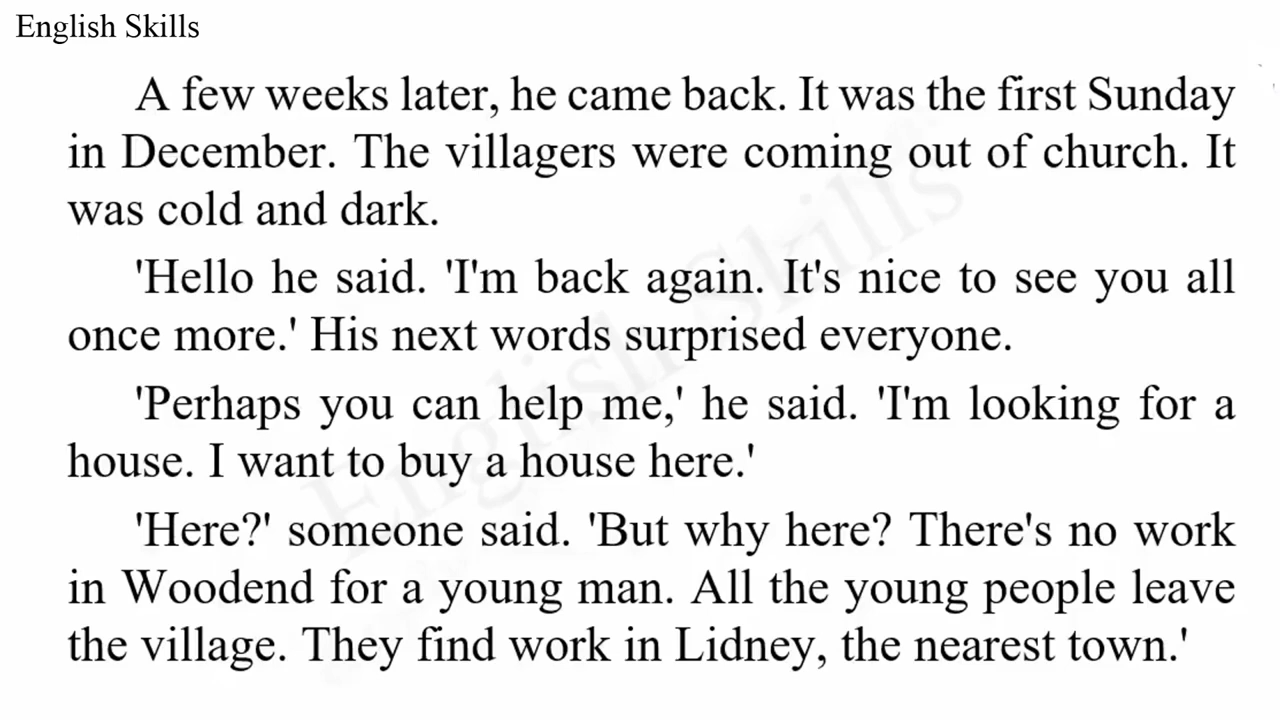 English Skills
A few weeks later, he came back. It was the first Sunday
in December. The villagers were coming out of church. It
was cold and dark.
'Hello he said. 'I'm back again. It's nice to see you all
once more.' His next words surprised everyone.
'Perhaps you can help me,' he said. 'I'm looking for a
house. I want to buy a house here.'
'Here?' someone said. 'But why here? There's no work
in Woodend for a young man. All the young people leave
the village. They find work in Lidney, the nearest town.'
English Skills